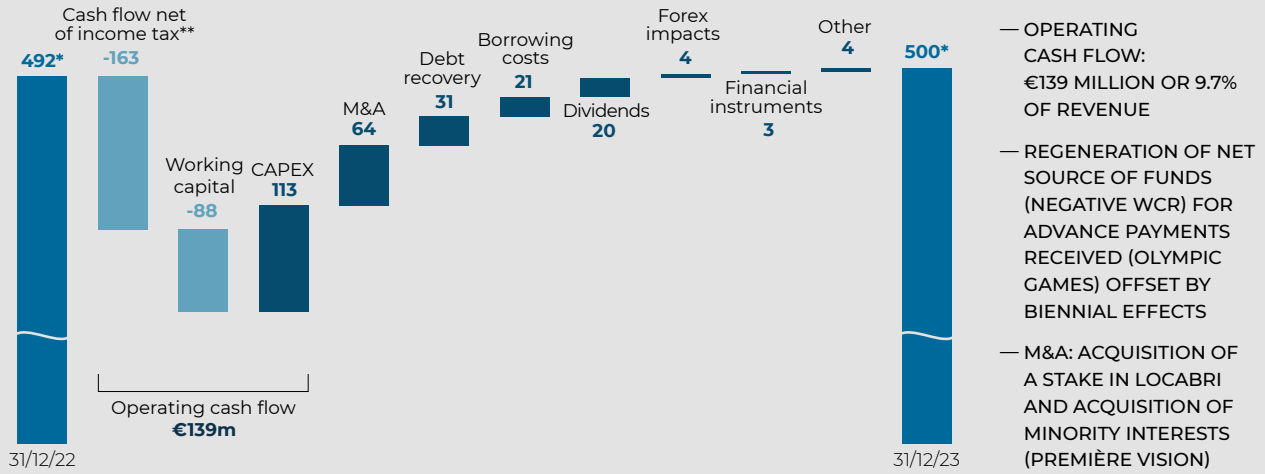 Cash flow net
of income tax**
-163
492*
Working
capital
-88
CAPEX
113
M&A
64
Debt
recovery
31
Borrowing
costs
21
Dividends
20
Forex
impacts
4
Financial
instruments
3
Other
4
500*
Operating cash flow
€139m
31/12/22
31/12/23
— OPERATING
CASH FLOW:
€139 MILLION OR 9.7%
OF REVENUE
— REGENERATION OF NET
SOURCE OF FUNDS
(NEGATIVE WCR) FOR
ADVANCE PAYMENTS
RECEIVED (OLYMPIC
GAMES) OFFSET BY
BIENNIAL EFFECTS
— M&A: ACQUISITION OF
A STAKE IN LOCABRI
AND ACQUISITION OF
MINORITY INTERESTS
(PREMIÈRE VISION)